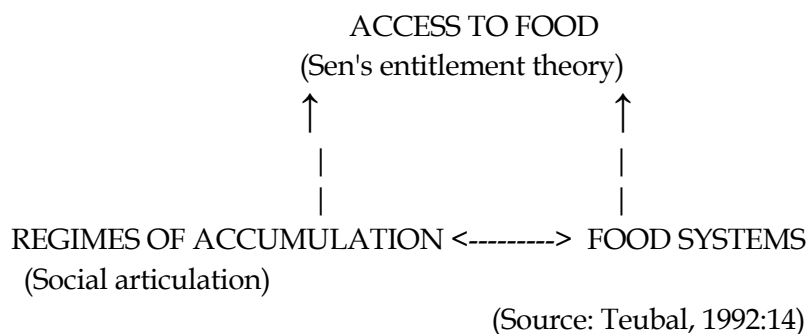 ACCESS TO FOOD
(Sen's entitlement theory)
↑ ↑
| |
| |
REGIMES OF ACCUMULATION <---------> FOOD SYSTEMS
(Social articulation)
(Source: Teubal, 1992:14)